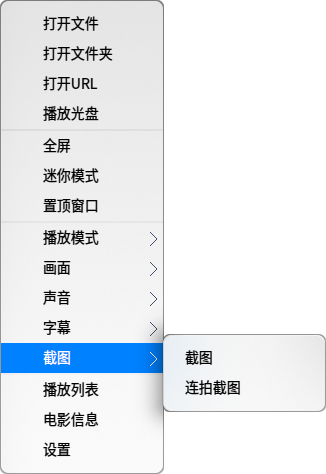 打开文件
打开文件夹
打开URL
播放光盘
全屏
迷你模式
置顶窗口
播放模式
画面
声音
字幕
截图
截图
连拍截图
播放列表
电影信息
设置